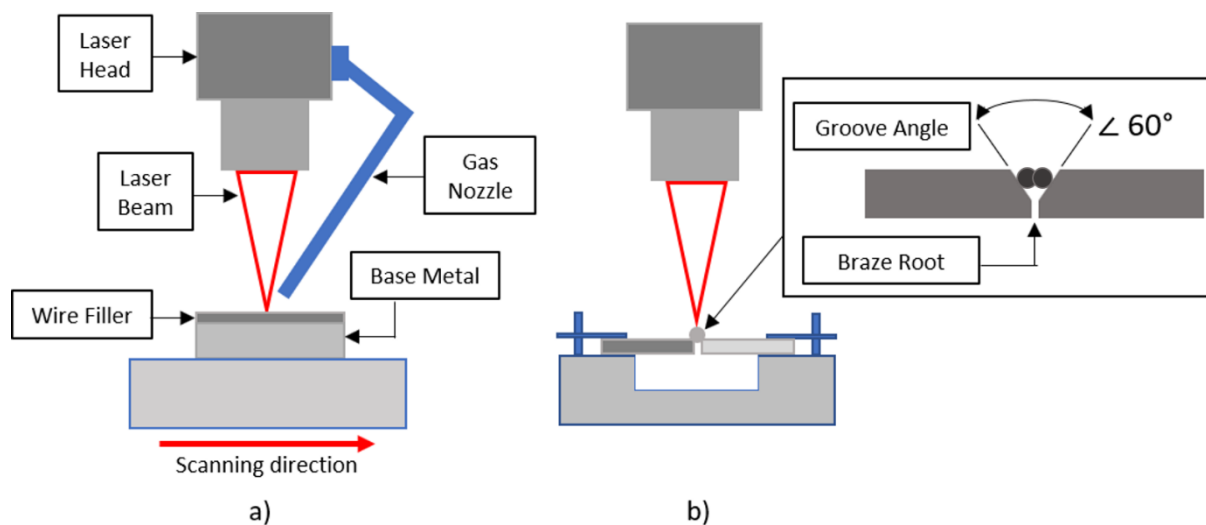 Laser
Head
Laser
Beam
Gas
Nozzle
Base Metal
Wire Filler
Scanning direction
a)
Groove Angle
∠ 60°
Braze Root
b)